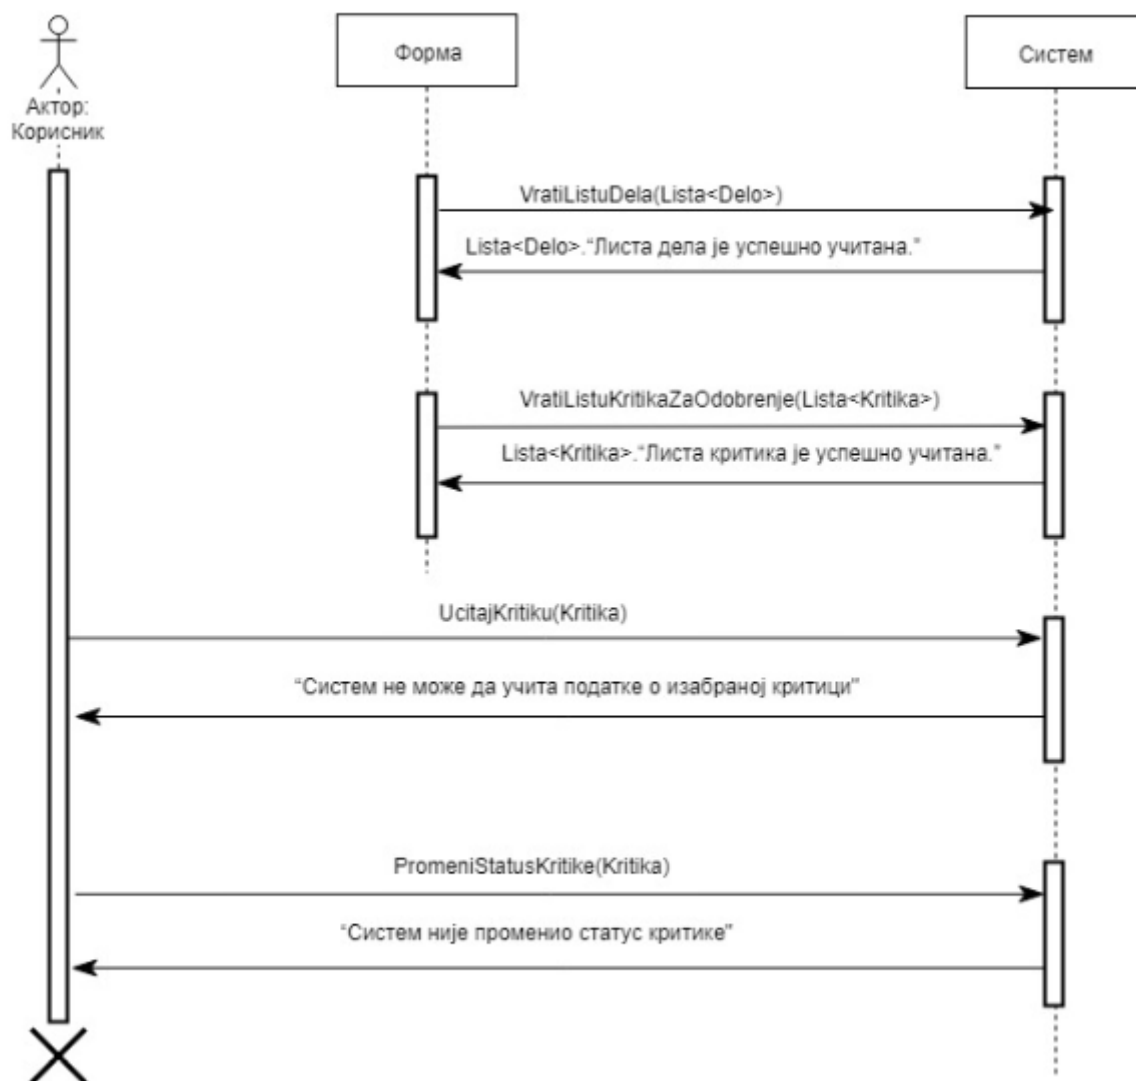 Форма
Систем
Актор:
Корисник
VratiListuDela(Lista<Delo>)
Lista<Delo>.“Листа дела је успешно учитана.”
VratiListuKritikaZaOdobrenje(Lista<Kritika>)
Lista<Kritika>.“Листа критика је успешно учитана.”
UcitajKritiku(Kritika)
“Систем не може да учита податке о изабраној критици”
PromeniStatusKritike(Kritika)
“Систем није променио статус критике”